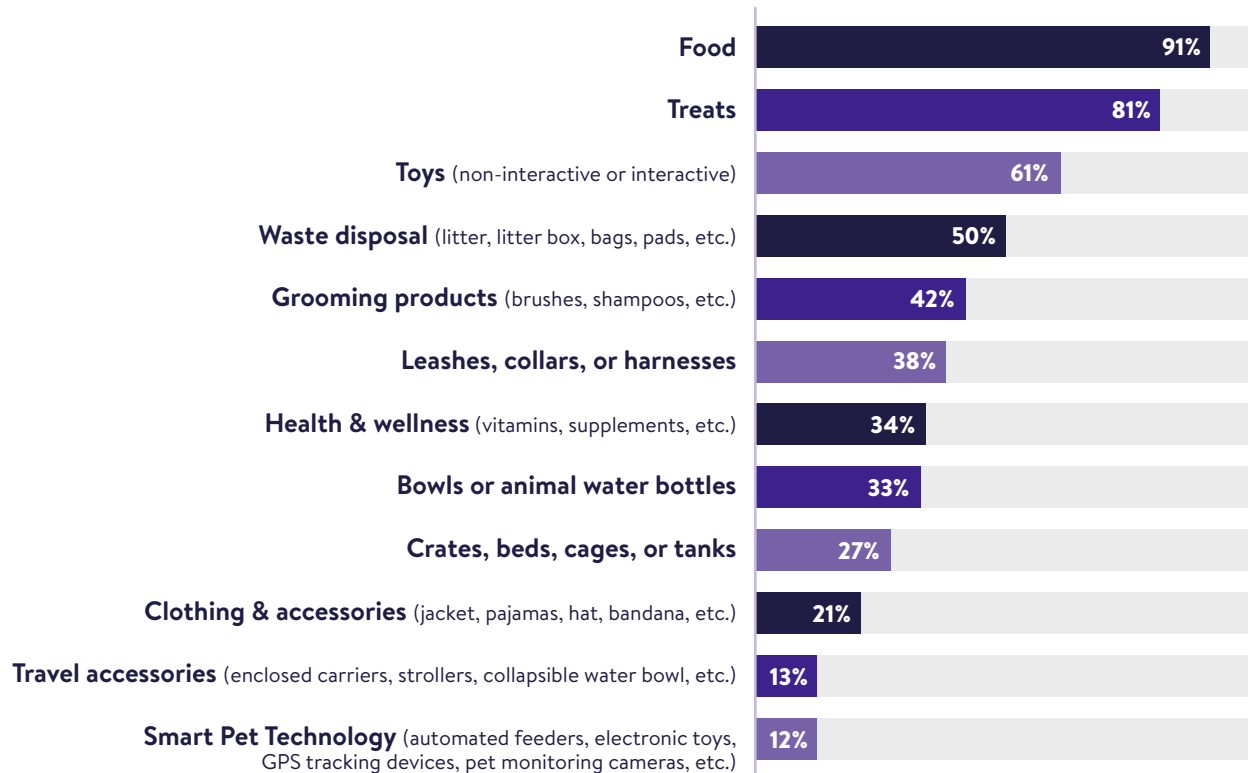 Food 91%
Treats 81%
Toys (non-interactive or interactive) 61%
Waste disposal (litter, litter box, bags, pads, etc.) 50%
Grooming products (brushes, shampoos, etc.) 42%
Leashes, collars, or harnesses 38%
Health & wellness (vitamins, supplements, etc.) 34%
Bowls or animal water bottles 33%
Crates, beds, cages, or tanks 27%
Clothing & accessories (jacket, pajamas, hat, bandana, etc.) 21%
Travel accessories (enclosed carriers, strollers, collapsible water bowl, etc.) 13%
Smart Pet Technology (automated feeders, electronic toys, 12%
GPS tracking devices, pet monitoring cameras, etc.)